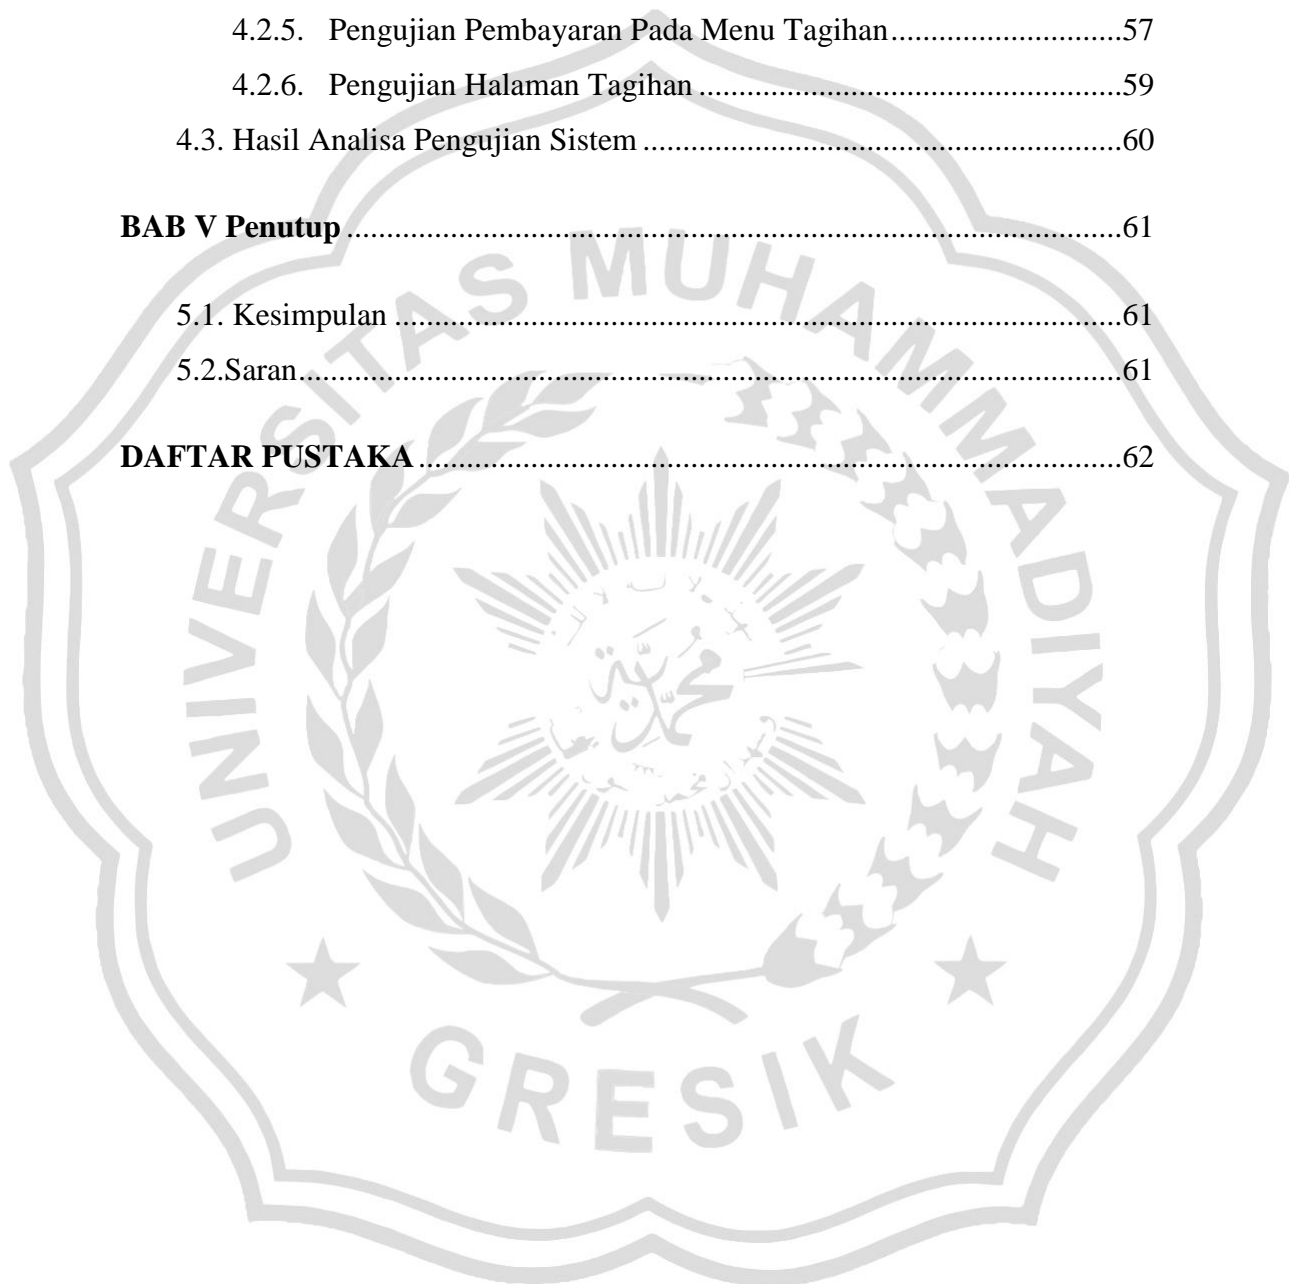 4.2.5. Pengujian Pembayaran Pada Menu Tagihan.............................57
4.2.6. Pengujian Halaman Tagihan.....................................................59
4.3. Hasil Analisa Pengujian Sistem............................................................60
BAB V Penutup..................................................................................................61
5.1. Kesimpulan............................................................................................61
5.2.Saran........................................................................................................61
DAFTAR PUSTAKA.........................................................................................62
UNIVERSITAS MUHAMMADIYAH
محمدية
GRESIK